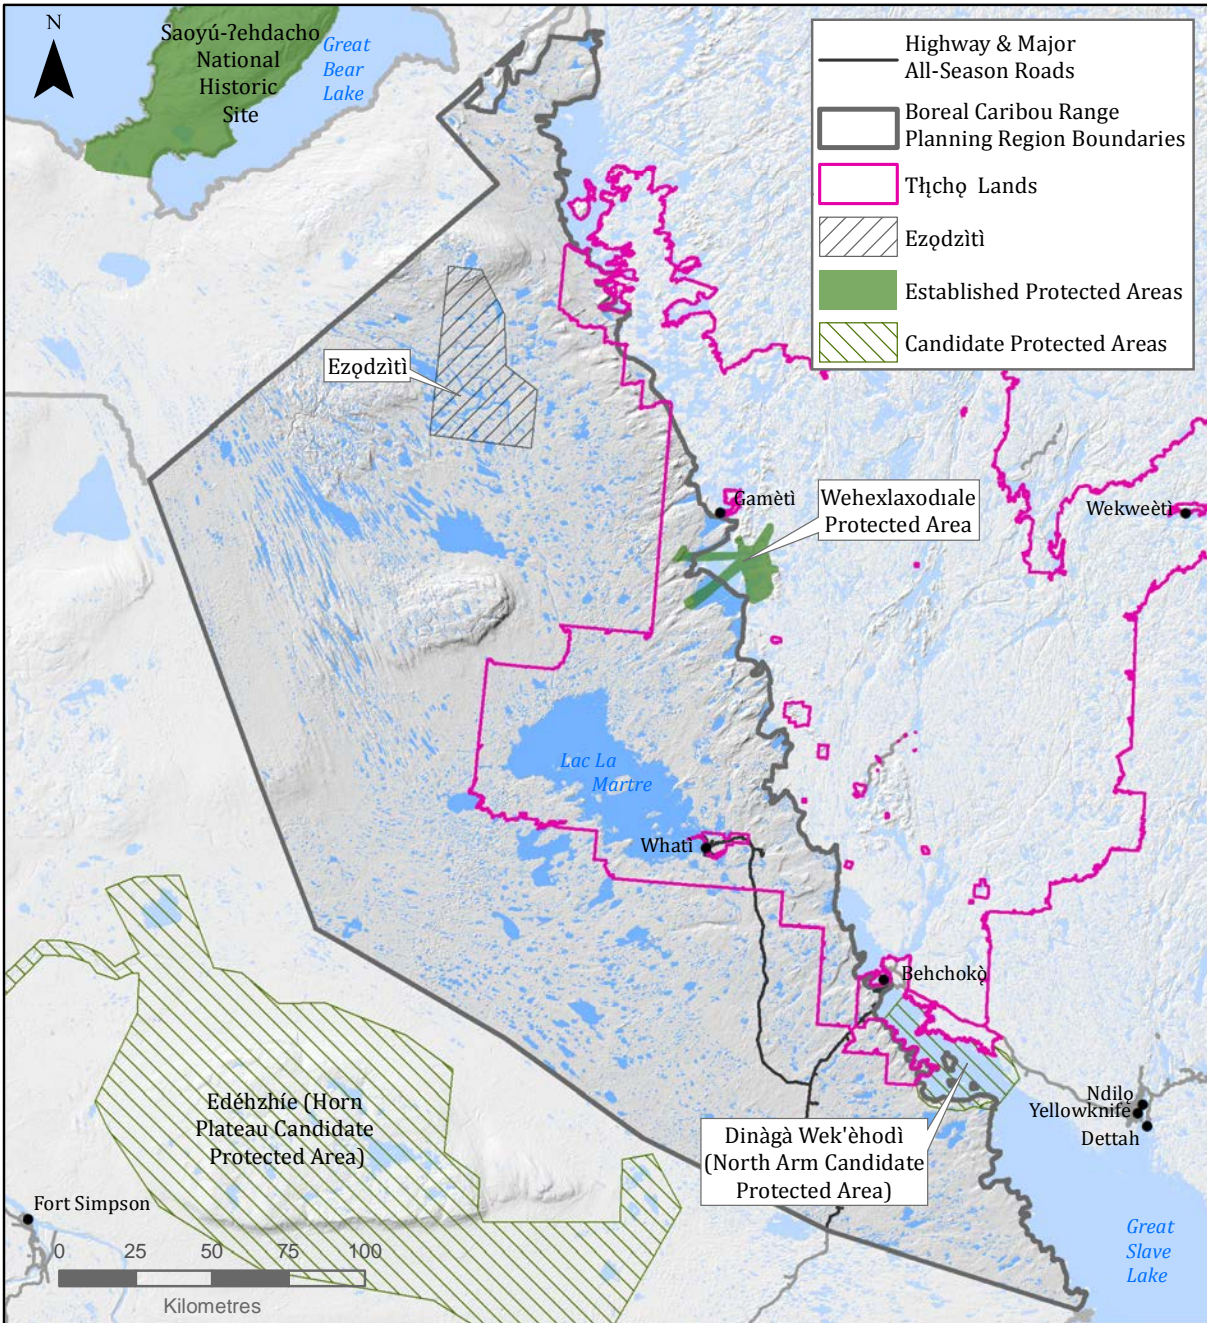 N
Saoyú-ʔehdacho
National
Historic
Site
Great
Bear
Lake
Highway & Major
All-Season Roads
Boreal Caribou Range
Planning Region Boundaries
Tłı̨chǫ Lands
Ezǫdzìtì
Established Protected Areas
Candidate Protected Areas
Ezǫdzìtì
Gamètì
Wehexlaxodıale
Protected Area
Wekweètì
Lac La
Martre
Whatì
Behchokǫ̀
Edéhzhíe (Horn
Plateau Candidate
Protected Area)
Dinàgà Wek'èhodì
(North Arm Candidate
Protected Area)
Ndilǫ
Yellowknife
Dettah
Fort Simpson
Great
Slave
Lake
0 25 50 75 100
Kilometres